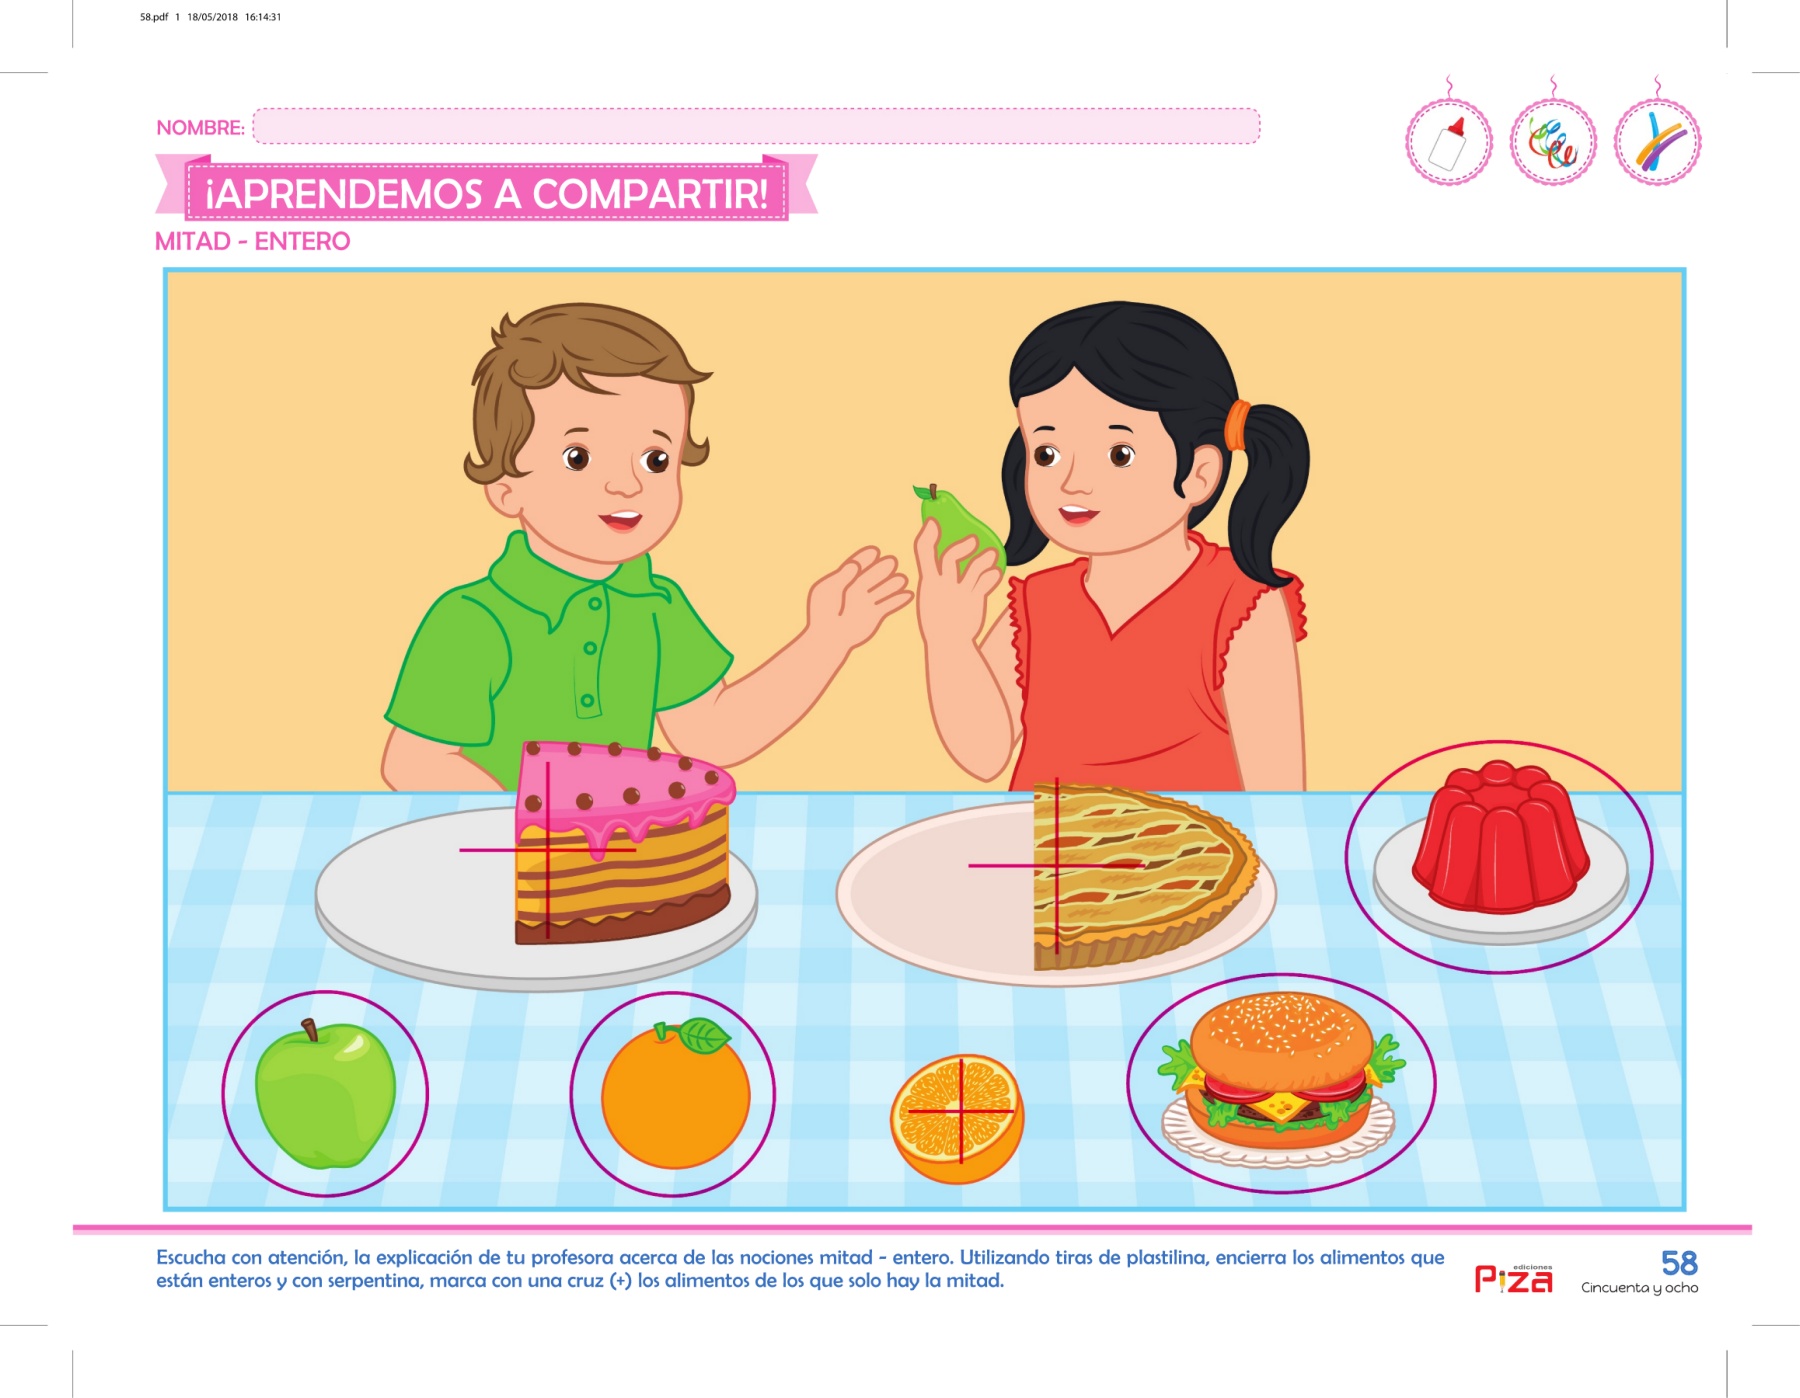 58.pdf 1 18/05/2018 16:14:31
NOMBRE:
¡APRENDEMOS A COMPARTIR!
MITAD - ENTERO
Escucha con atención, la explicación de tu profesora acerca de las nociones mitad - entero. Utilizando tiras de plastilina, encierra los alimentos que
están enteros y con serpentina, marca con una cruz (+) los alimentos de los que solo hay la mitad.
ediciones
Piza
58
Cincuenta y ocho